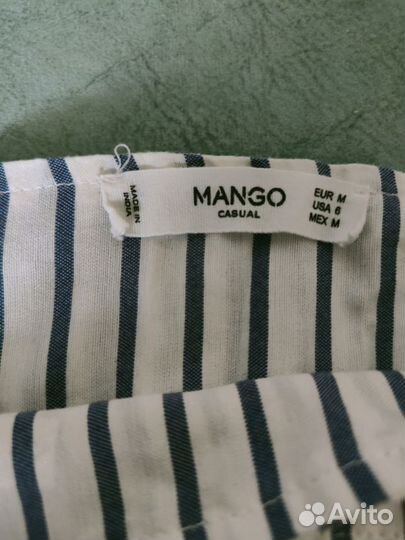 MADE IN
INDIA
MANGO
CASUAL
EUR M
USA 6
MEX M
Avito